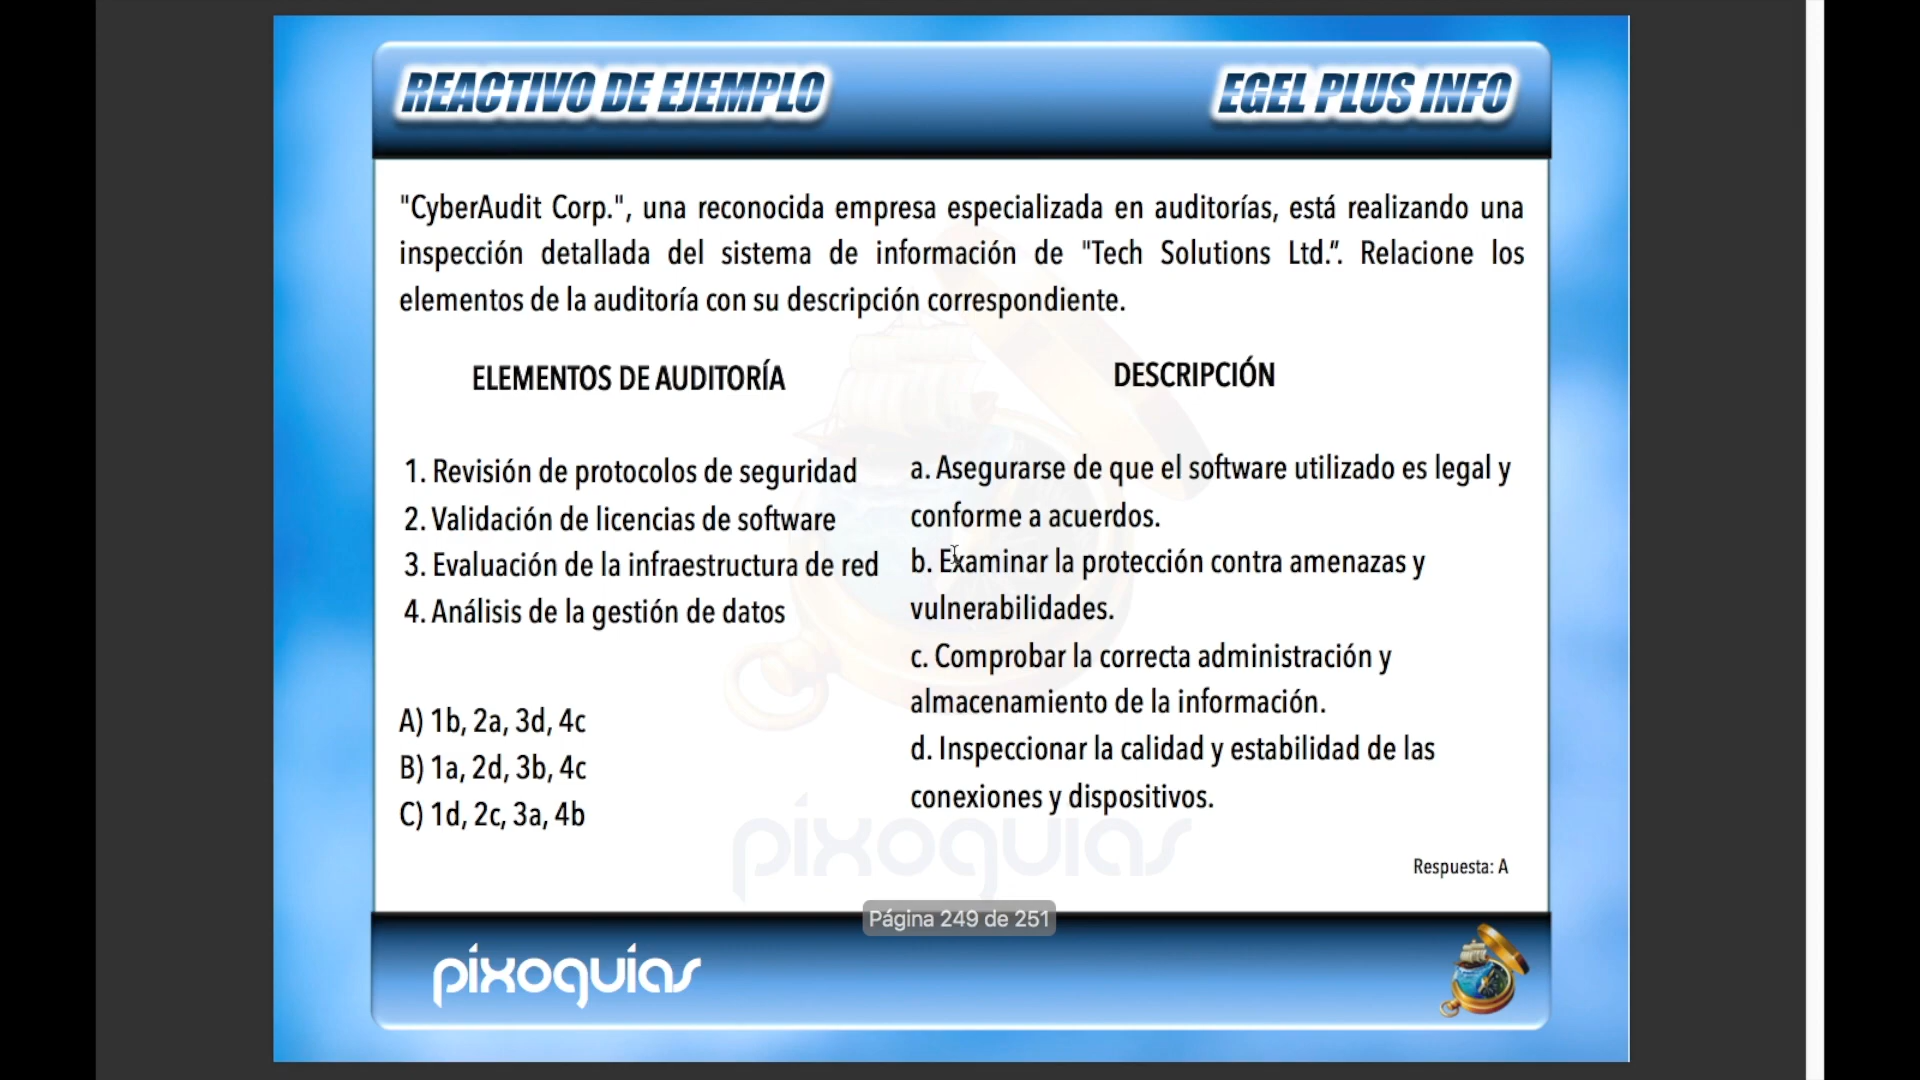 REACTIVO DE EJEMPLO
EGEL PLUS INFO
"CyberAudit Corp.", una reconocida empresa especializada en auditorías, está realizando una
inspección detallada del sistema de información de "Tech Solutions Ltd.“. Relacione los
elementos de la auditoría con su descripción correspondiente.
ELEMENTOS DE AUDITORÍA
1. Revisión de protocolos de seguridad
2. Validación de licencias de software
3. Evaluación de la infraestructura de red
4. Análisis de la gestión de datos
DESCRIPCIÓN
a. Asegurarse de que el software utilizado es legal y
conforme a acuerdos.
b. Examinar la protección contra amenazas y
vulnerabilidades.
c. Comprobar la correcta administración y
almacenamiento de la información.
d. Inspeccionar la calidad y estabilidad de las
conexiones y dispositivos.
A) 1b, 2a, 3d, 4c
B) 1a, 2d, 3b, 4c
C) 1d, 2c, 3a, 4b
Respuesta: A
pixoguías
Página 249 de 251
pixoguías